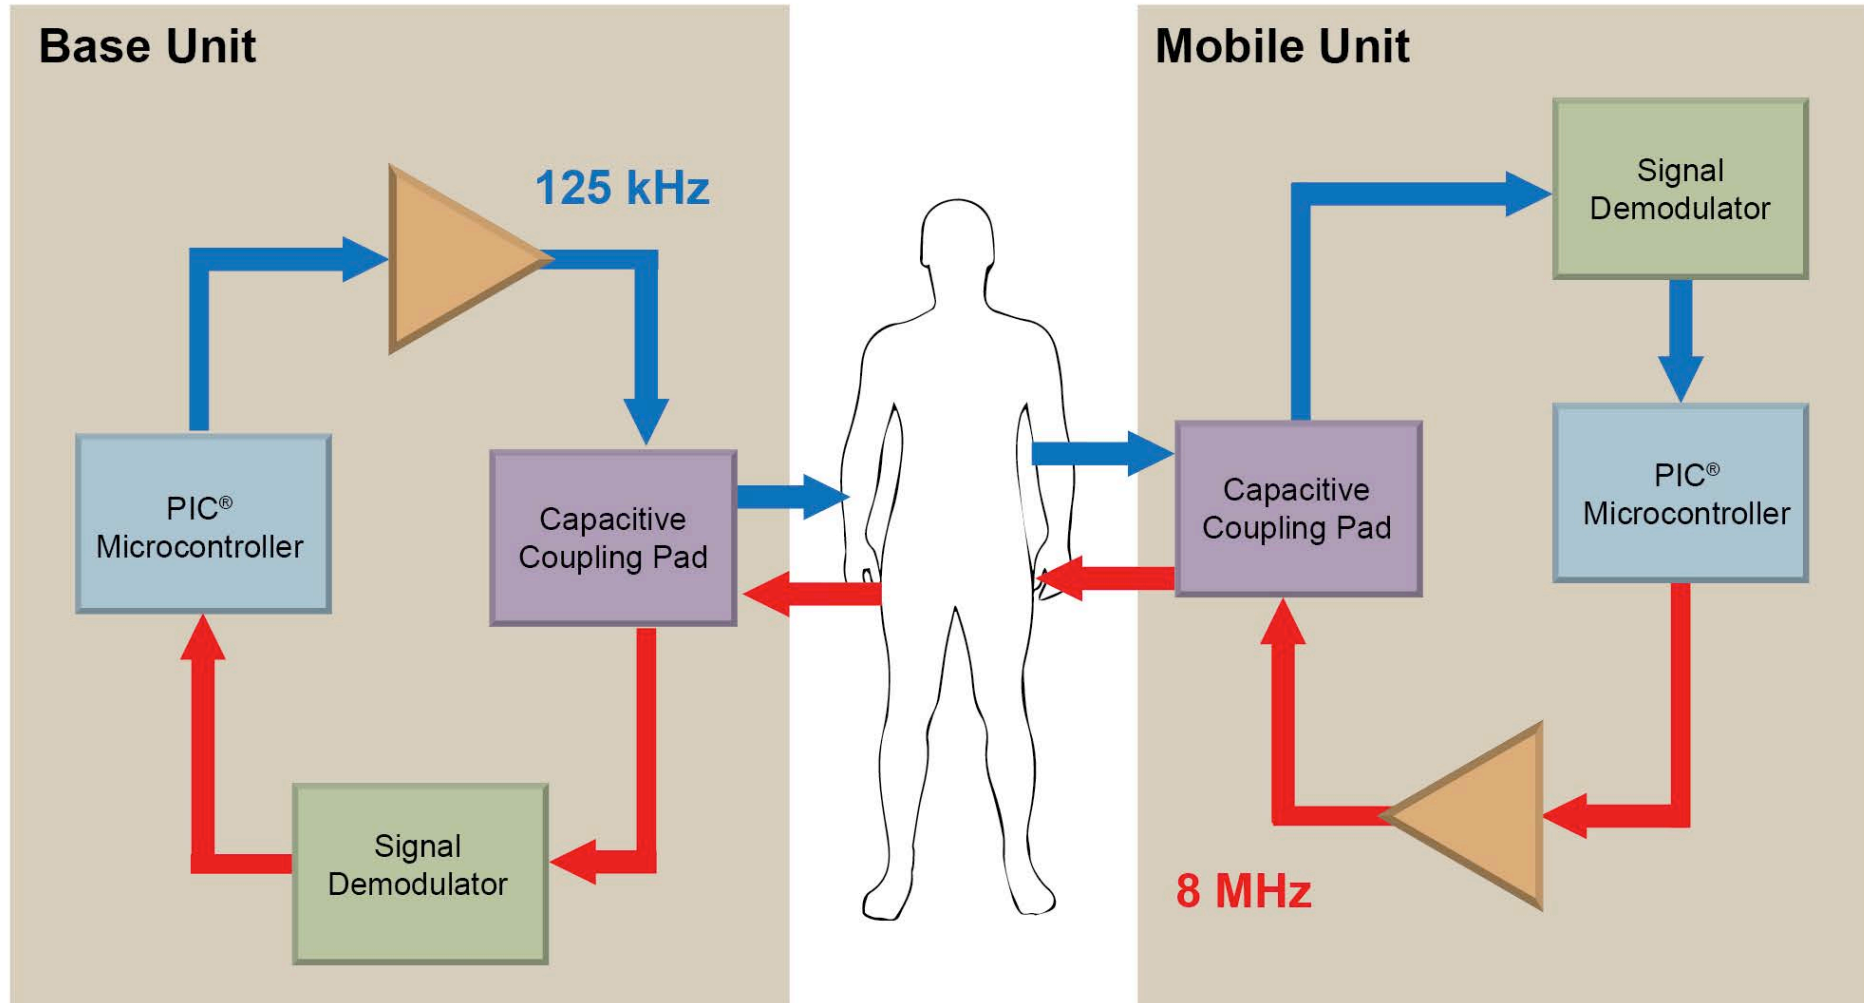 Base Unit
Mobile Unit
125 kHz
Signal
Demodulator
PIC®
Microcontroller
Capacitive
Coupling Pad
Capacitive
Coupling Pad
PIC®
Microcontroller
Signal
Demodulator
8 MHz